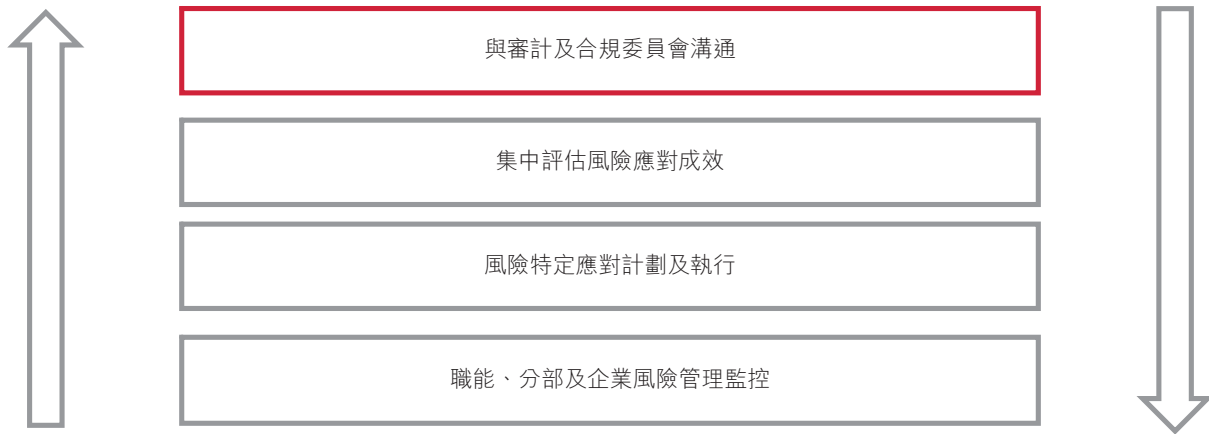 與審計及合規委員會溝通
集中評估風險應對成效
風險特定應對計劃及執行
職能、分部及企業風險管理監控